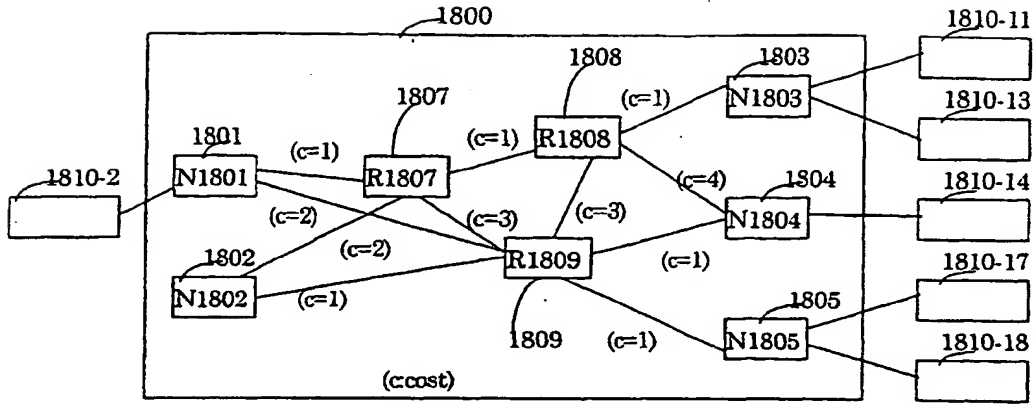 1800
1810-11
1803
1808
N1803
1807
(c=1)
1810-13
1801
(c=1)
R1808
(c=1)
1810-2
N1801
R1807
(c=4)
1804
1810-14
(c=2)
(c=3)
(c=3)
N1804
1802
(c=2)
R1809
(c=1)
1810-17
N1802
(c=1)
1805
1809
(c=1)
N1805
1810-18
(c:cost)